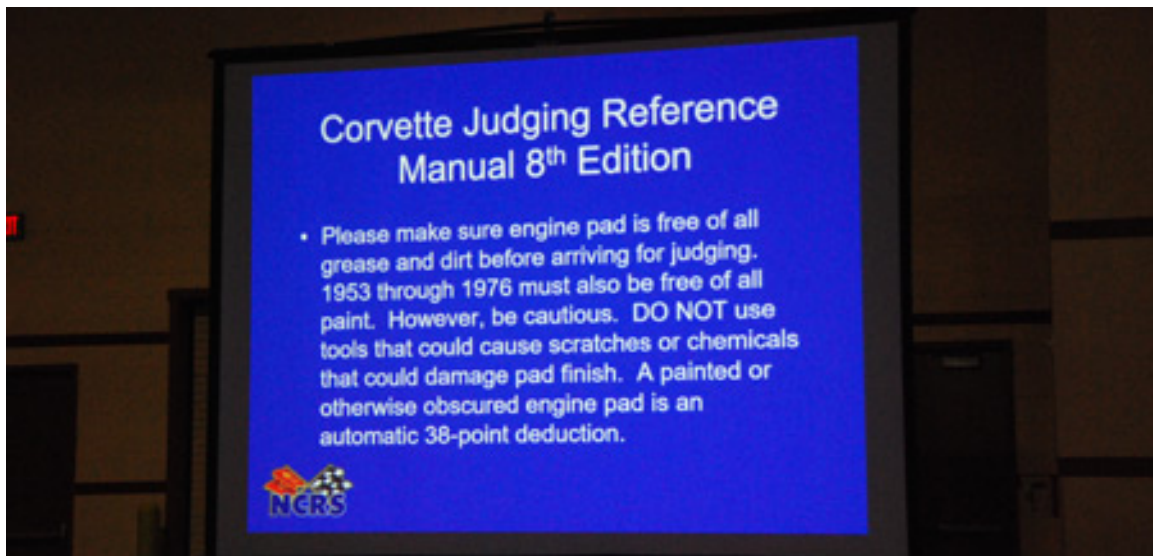 Corvette Judging Reference
Manual 8th Edition
• Please make sure engine pad is free of all
grease and dirt before arriving for judging.
1953 through 1976 must also be free of all
paint. However, be cautious. DO NOT use
tools that could cause scratches or chemicals
that could damage pad finish. A painted or
otherwise obscured engine pad is an
automatic 38-point deduction.
NCRS